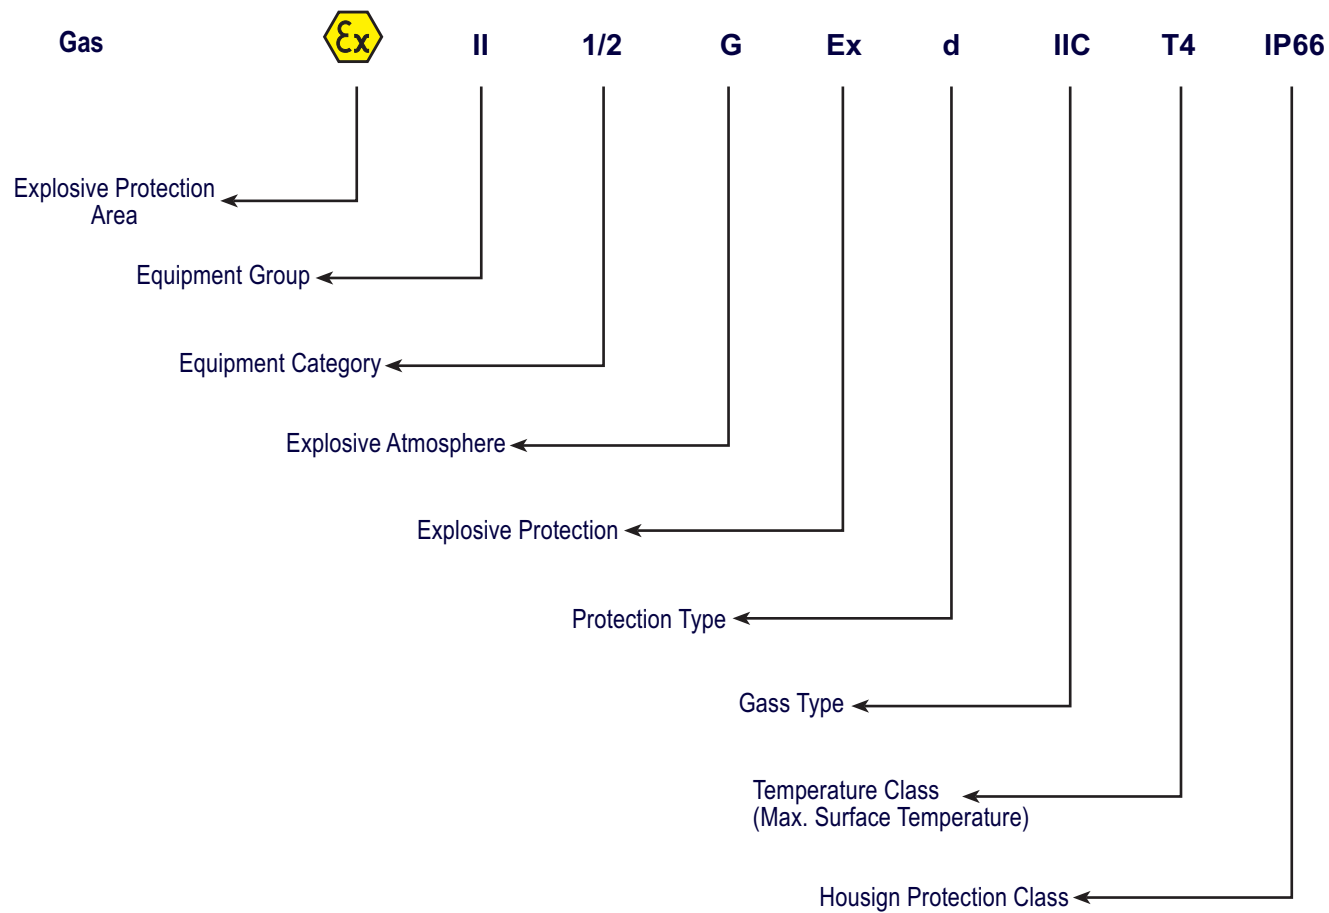 Gas Ex II 1/2 G Ex d IIC T4 IP66
Explosive Protection
Area
Equipment Group
Equipment Category
Explosive Atmosphere
Explosive Protection
Protection Type
Gass Type
Temperature Class
(Max. Surface Temperature)
Housign Protection Class